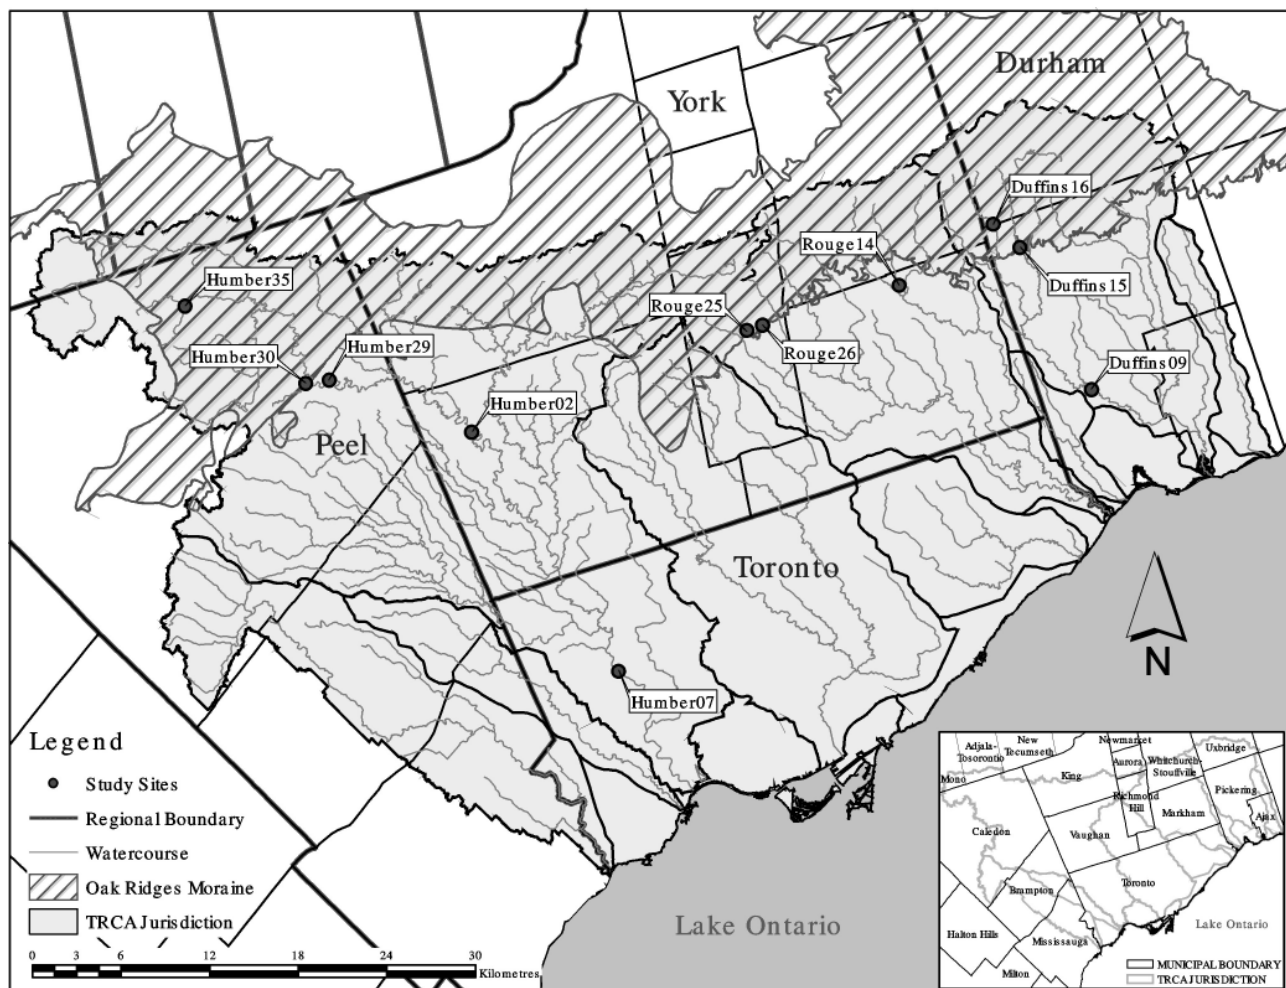 Durham
York
Duffins 16
Rouge14
Humber35
Duffins 15
Rouge25
Humber29
Humber30
Rouge26
Duffins 09
Humber02
Peel
Toronto
N
Humber07
Legend
Study Sites
Regional Boundary
Watercourse
Oak Ridges Moraine
TRCA Jurisdiction
0 3 6 12 18 24 30
Kilometres
Lake Ontario
Adjala-
Tosorontio
New
Tecumseth
Newmarket
Uxbridge
Mono
King
Aurora
Whitchurch-
Stouffville
Richmond
Hill
Pickering
Markham
Ajax
Caledon
Vaughan
Brampton
Toronto
Lake Ontario
Halton Hills
Mississauga
Milton
MUNICIPAL BOUNDARY
TRCA JURISDICTION